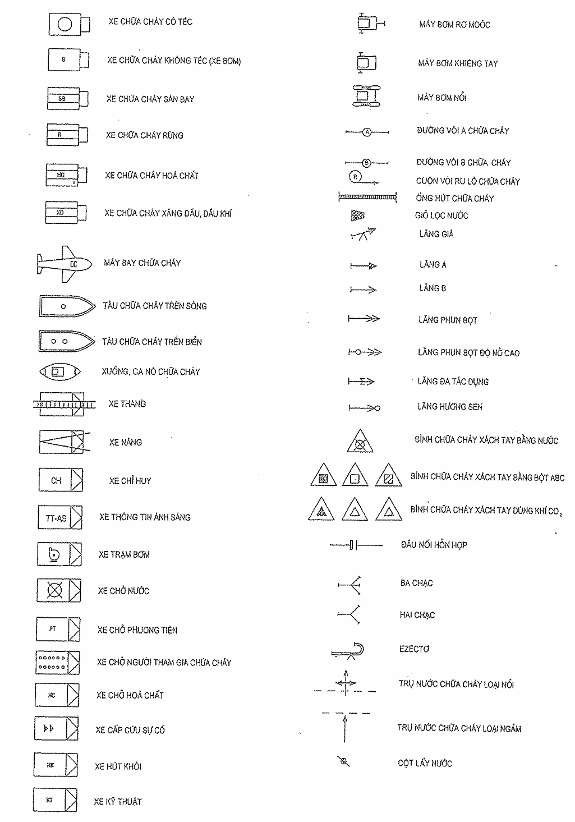 XE CHỮA CHÁY CÓ TÉC
B
XE CHỮA CHÁY KHÔNG TÉC (XE BƠM)
SB
XE CHỮA CHÁY SÂN BAY
R
XE CHỮA CHÁY RỪNG
XE CHỮA CHÁY HOÁ CHẤT
XD
XE CHỮA CHÁY XĂNG DẦU, DẦU KHÍ
CC
MÁY BAY CHỮA CHÁY
TÀU CHỮA CHÁY TRÊN SÔNG
TÀU CHỮA CHÁY TRÊN BIỂN
XUỒNG, CA NÔ CHỮA CHÁY
XE THANG
XE NÂNG
CH
XE CHỈ HUY
TT-AS
XE THÔNG TIN ÁNH SÁNG
XE TRẠM BƠM
XE CHỞ NƯỚC
PT
XE CHỞ PHƯƠNG TIỆN
XE CHỞ NGƯỜI THAM GIA CHỮA CHÁY
HC
XE CHỞ HOÁ CHẤT
XE CẤP CỨU SỰ CỐ
HK
XE HÚT KHÓI
KT
XE KỸ THUẬT
MÁY BƠM RƠ MOÓC
MÁY BƠM KHIÊNG TAY
MÁY BƠM NỔI
A
ĐƯỜNG VÒI A CHỮA CHÁY
B
ĐƯỜNG VÒI B CHỮA CHÁY
R
CUỘN VÒI RU LÔ CHỮA CHÁY
ỐNG HÚT CHỮA CHÁY
GIỎ LỌC NƯỚC
LĂNG GIÁ
LĂNG A
LĂNG B
LĂNG PHUN BỌT
LĂNG PHUN BỌT ĐỘ NỞ CAO
LĂNG ĐA TÁC DỤNG
LĂNG HƯƠNG SEN
BÌNH CHỮA CHÁY XÁCH TAY BẰNG NƯỚC
BÌNH CHỮA CHÁY XÁCH TAY BẰNG BỘT ABC
BÌNH CHỮA CHÁY XÁCH TAY DÙNG KHÍ CO₂
ĐẦU NỐI HỖN HỢP
BA CHẠC
HAI CHẠC
EZECTƠ
TRỤ NƯỚC CHỮA CHÁY LOẠI NỔI
TRỤ NƯỚC CHỮA CHÁY LOẠI NGẦM
CỘT LẤY NƯỚC